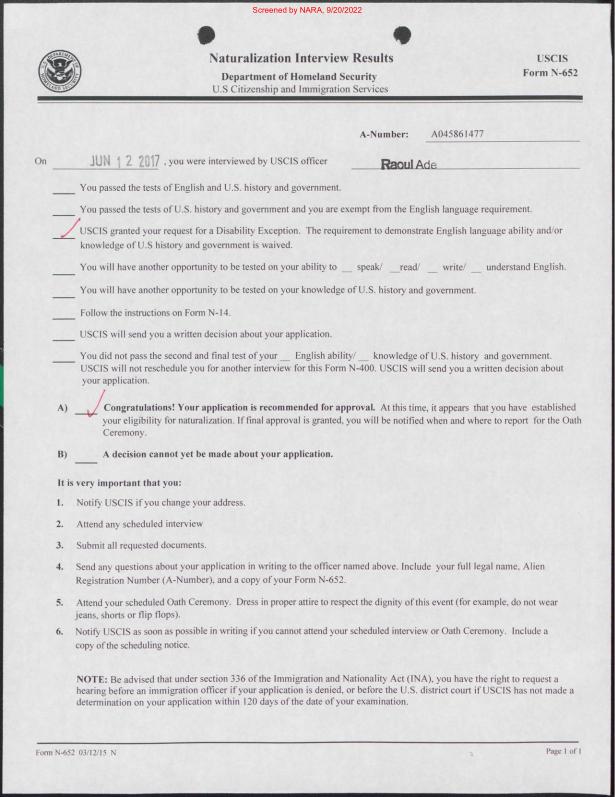 Screened by NARA, 9/20/2022
Naturalization Interview Results
Department of Homeland Security
U.S Citizenship and Immigration Services
USCIS
Form N-652
A-Number: A045861477
On JUN 12 2017 , you were interviewed by USCIS officer Raoul Ade
You passed the tests of English and U.S. history and government.
You passed the tests of U.S. history and government and you are exempt from the English language requirement.
USCIS granted your request for a Disability Exception. The requirement to demonstrate English language ability and/or
knowledge of U.S history and government is waived.
You will have another opportunity to be tested on your ability to __ speak/ __read/ __ write/ __ understand English.
You will have another opportunity to be tested on your knowledge of U.S. history and government.
Follow the instructions on Form N-14.
USCIS will send you a written decision about your application.
You did not pass the second and final test of your __ English ability/ __ knowledge of U.S. history and government.
USCIS will not reschedule you for another interview for this Form N-400. USCIS will send you a written decision about
your application.
A) Congratulations! Your application is recommended for approval. At this time, it appears that you have established
your eligibility for naturalization. If final approval is granted, you will be notified when and where to report for the Oath
Ceremony.
B) A decision cannot yet be made about your application.
It is very important that you:
1. Notify USCIS if you change your address.
2. Attend any scheduled interview
3. Submit all requested documents.
4. Send any questions about your application in writing to the officer named above. Include your full legal name, Alien
Registration Number (A-Number), and a copy of your Form N-652.
5. Attend your scheduled Oath Ceremony. Dress in proper attire to respect the dignity of this event (for example, do not wear
jeans, shorts or flip flops).
6. Notify USCIS as soon as possible in writing if you cannot attend your scheduled interview or Oath Ceremony. Include a
copy of the scheduling notice.
NOTE: Be advised that under section 336 of the Immigration and Nationality Act (INA), you have the right to request a
hearing before an immigration officer if your application is denied, or before the U.S. district court if USCIS has not made a
determination on your application within 120 days of the date of your examination.
Form N-652 03/12/15 N
Page 1 of 1